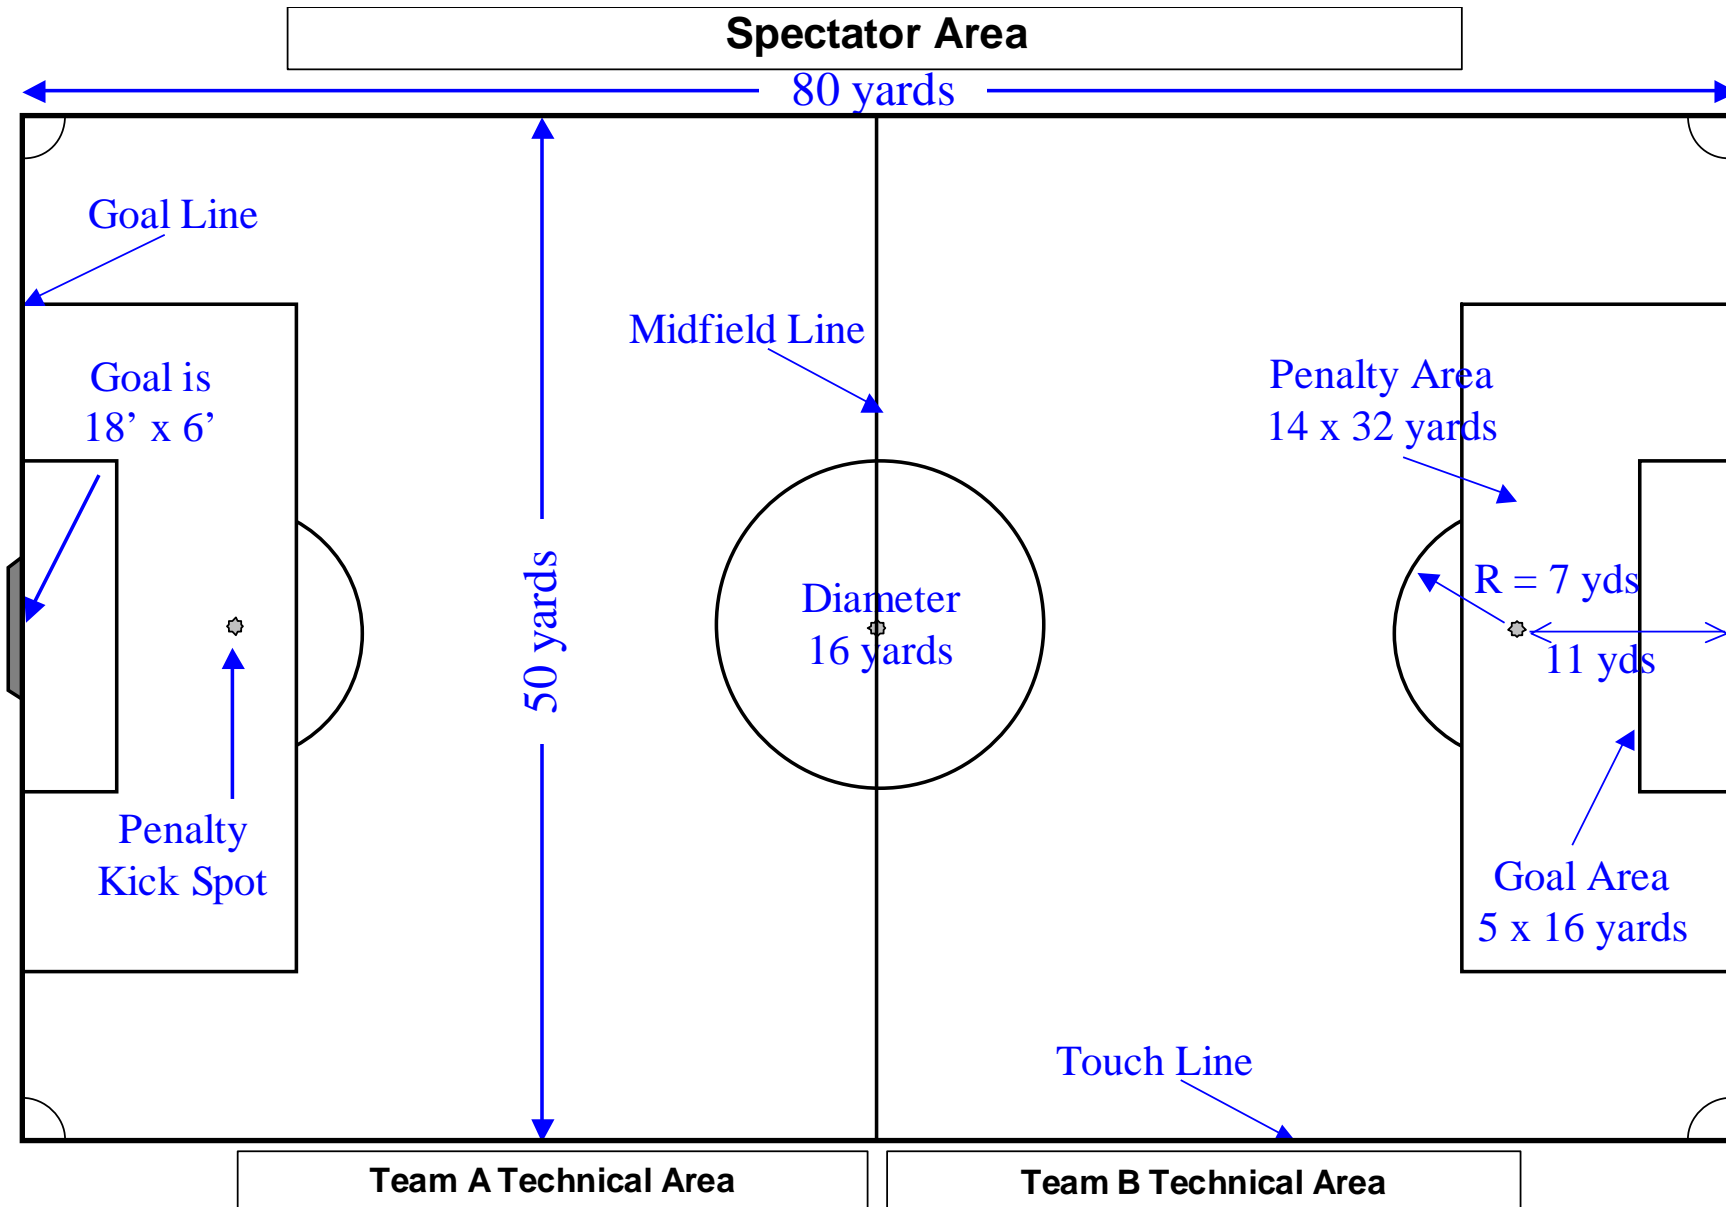 Spectator Area
80 yards
Goal Line
Midfield Line
Goal is
18’ x 6’
Penalty Area
14 x 32 yards
50 yards
Diameter
16 yards
R = 7 yds
11 yds
Penalty
Kick Spot
Goal Area
5 x 16 yards
Touch Line
Team A Technical Area
Team B Technical Area